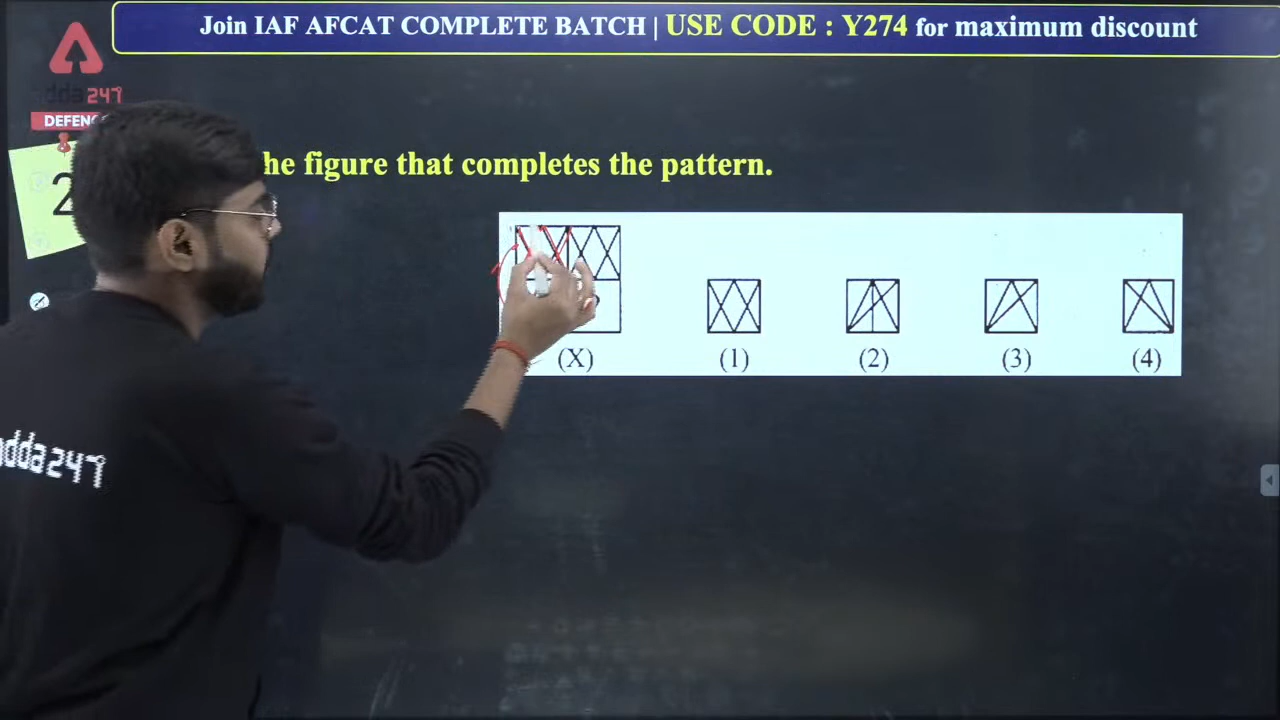 Join IAF AFCAT COMPLETE BATCH | USE CODE : Y274 for maximum discount
adda247
DEFENC
2
he figure that completes the pattern.
?
(X) (1) (2) (3) (4)
adda247